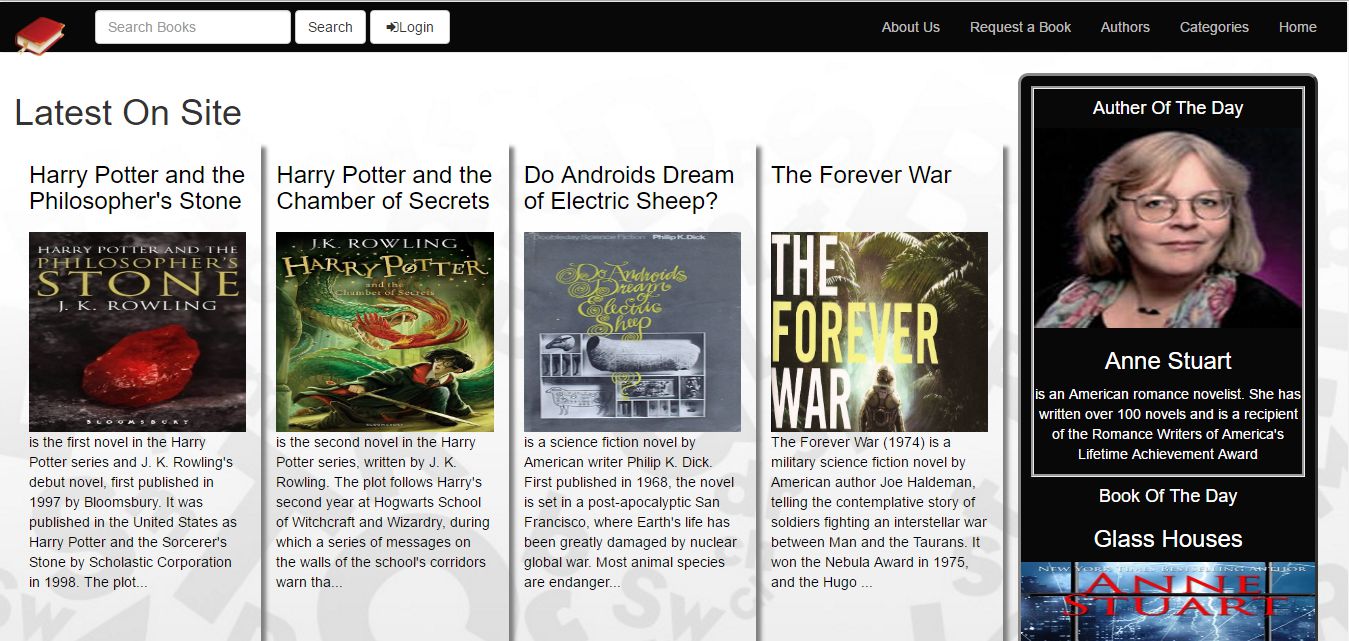 Search Books
Search
Login
About Us
Request a Book
Authors
Categories
Home
Latest On Site
Harry Potter and the
Philosopher's Stone
HARRY POTTER AND THE
PHILOSOPHER'S
STONE
J. K. ROWLING
BLOOMSBURY
is the first novel in the Harry
Potter series and J. K. Rowling's
debut novel, first published in
1997 by Bloomsbury. It was
published in the United States as
Harry Potter and the Sorcerer's
Stone by Scholastic Corporation
in 1998. The plot...
Harry Potter and the
Chamber of Secrets
J.K. ROWLING
HARRY POTTER
and the
Chamber of Secrets
is the second novel in the Harry
Potter series, written by J. K.
Rowling. The plot follows Harry's
second year at Hogwarts School
of Witchcraft and Wizardry, during
which a series of messages on
the walls of the school's corridors
warn tha...
Do Androids Dream
of Electric Sheep?
Doubleday Science Fiction Philip K. Dick
Do Androids
Dream
of
Electric
Sheep
is a science fiction novel by
American writer Philip K. Dick.
First published in 1968, the novel
is set in a post-apocalyptic San
Francisco, where Earth's life has
been greatly damaged by nuclear
global war. Most animal species
are endanger...
The Forever War
THE
FOREVER
WAR
The Forever War (1974) is a
military science fiction novel by
American author Joe Haldeman,
telling the contemplative story of
soldiers fighting an interstellar war
between Man and the Taurans. It
won the Nebula Award in 1975,
and the Hugo ...
Auther Of The Day
Anne Stuart
is an American romance novelist. She has
written over 100 novels and is a recipient
of the Romance Writers of America's
Lifetime Achievement Award
Book Of The Day
Glass Houses
NEW YORK TIMES BESTSELLING AUTHOR
ANNE
STUART